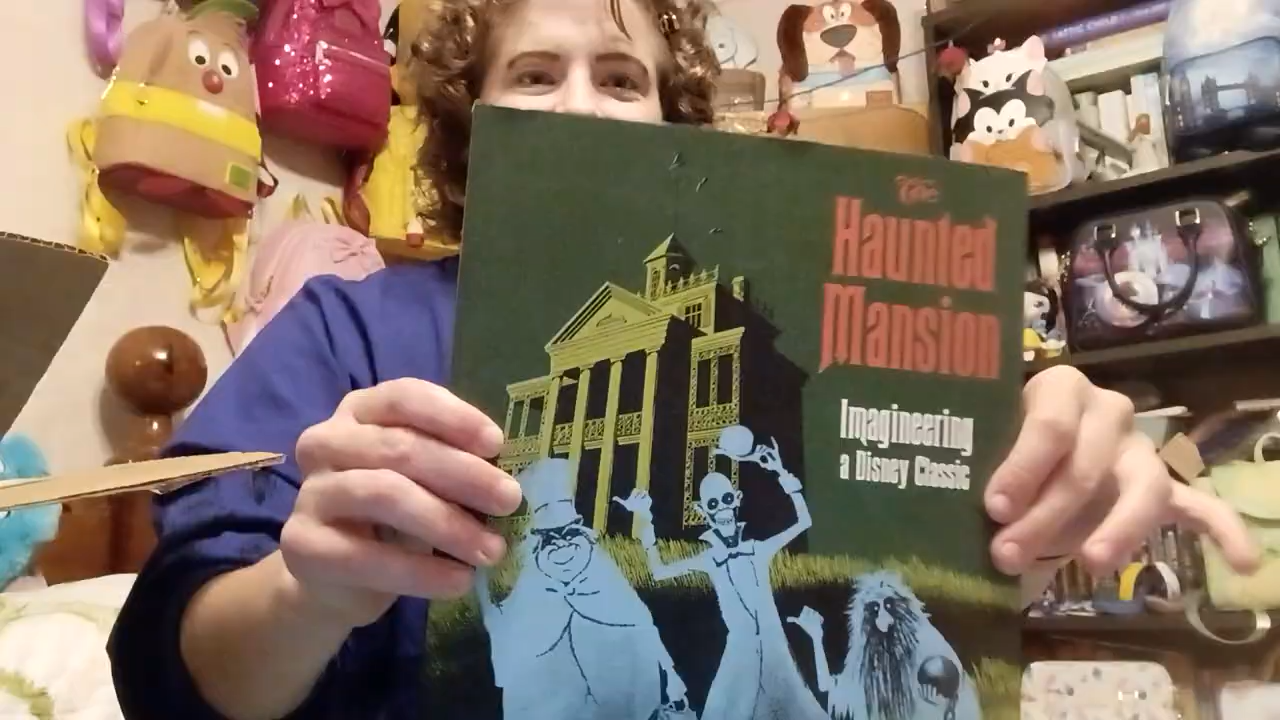 The
Haunted
Mansion
Imagineering
a Disney Classic